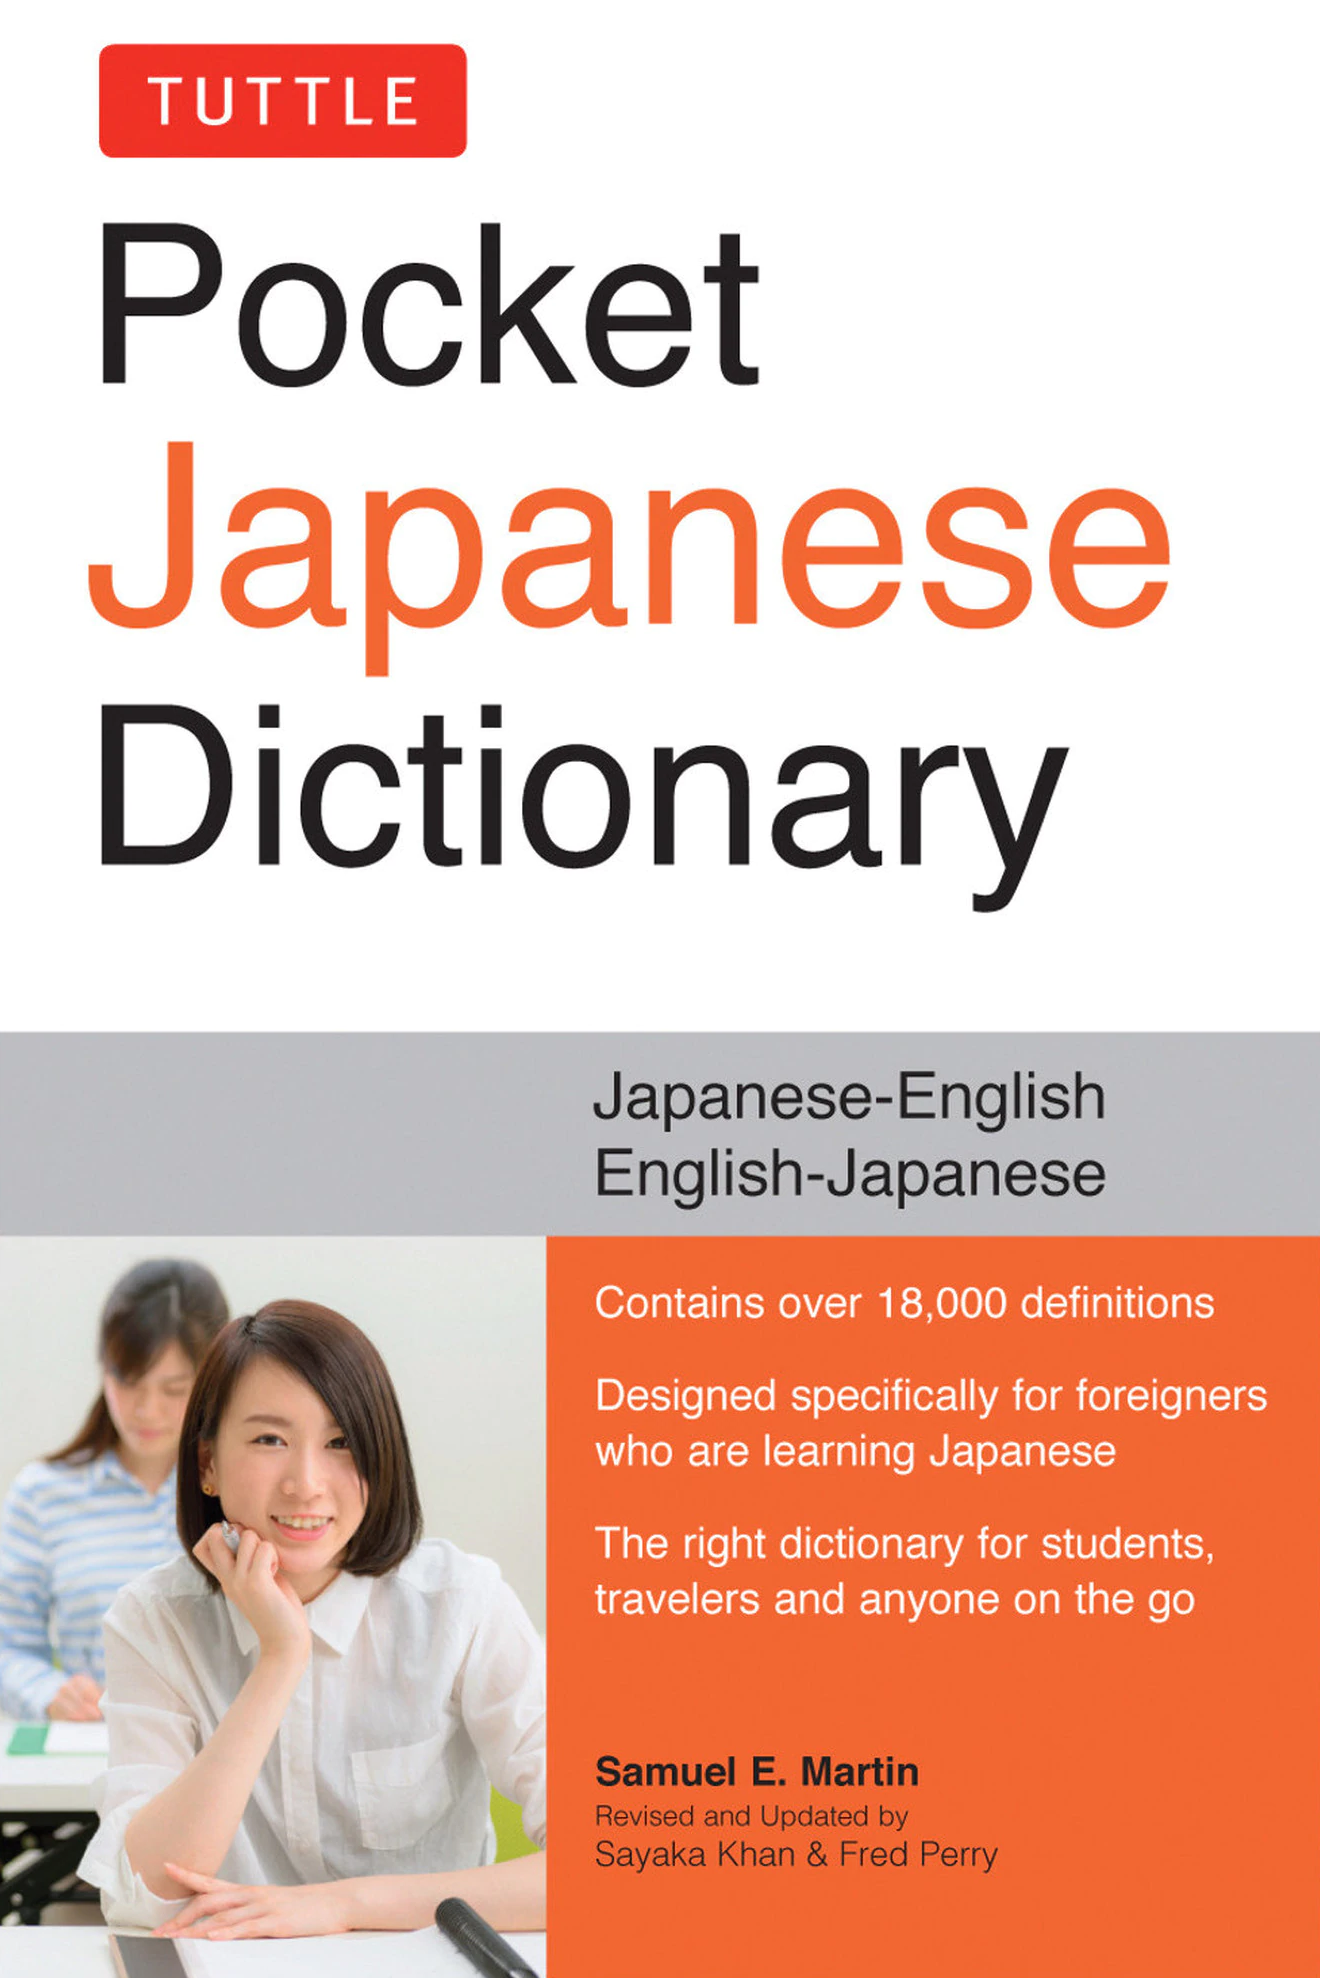 TUTTLE
Pocket
Japanese
Dictionary
Japanese-English
English-Japanese
Contains over 18,000 definitions
Designed specifically for foreigners
who are learning Japanese
The right dictionary for students,
travelers and anyone on the go
Samuel E. Martin
Revised and Updated by
Sayaka Khan & Fred Perry